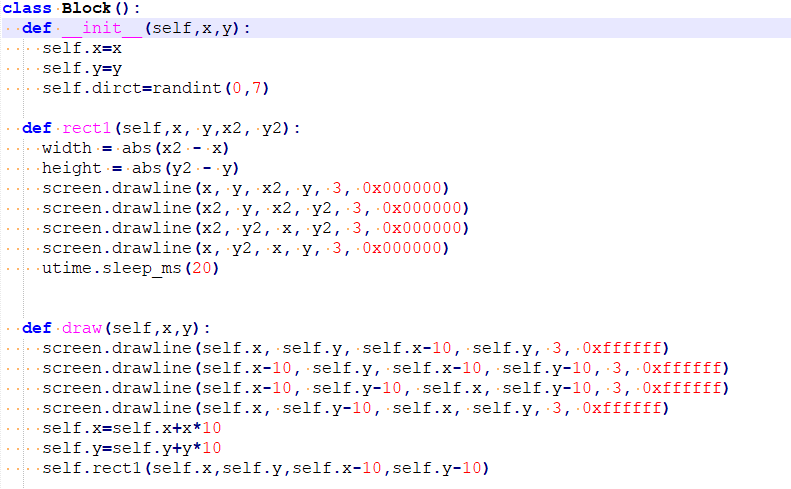 class Block():
def __init__(self,x,y):
self.x=x
self.y=y
self.dirct=randint(0,7)
def rect1(self,x, y,x2, y2):
width = abs(x2 - x)
height = abs(y2 - y)
screen.drawline(x, y, x2, y, 3, 0x000000)
screen.drawline(x2, y, x2, y2, 3, 0x000000)
screen.drawline(x2, y2, x, y2, 3, 0x000000)
screen.drawline(x, y2, x, y, 3, 0x000000)
utime.sleep_ms(20)
def draw(self,x,y):
screen.drawline(self.x, self.y, self.x-10, self.y, 3, 0xffffff)
screen.drawline(self.x-10, self.y, self.x-10, self.y-10, 3, 0xffffff)
screen.drawline(self.x-10, self.y-10, self.x, self.y-10, 3, 0xffffff)
screen.drawline(self.x, self.y-10, self.x, self.y, 3, 0xffffff)
self.x=self.x+x*10
self.y=self.y+y*10
self.rect1(self.x,self.y,self.x-10,self.y-10)